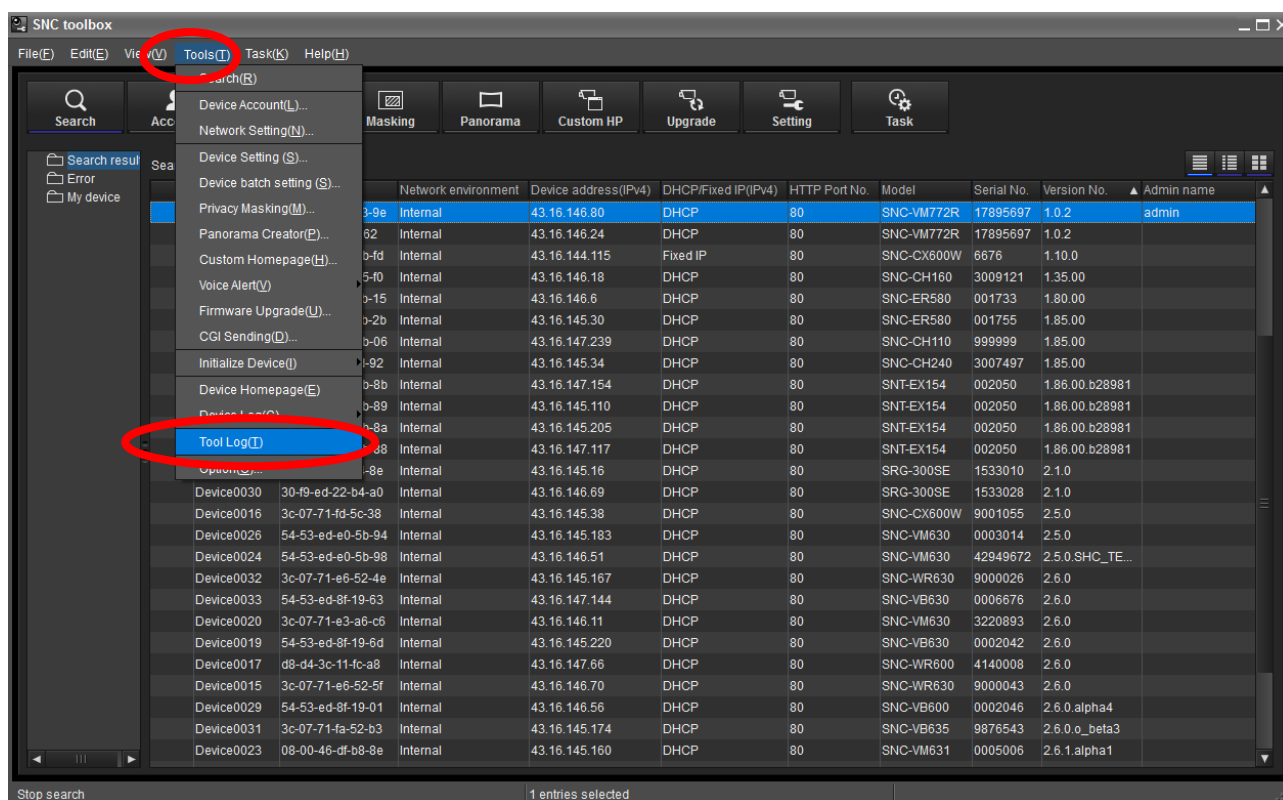 SNC toolbox
File(F) Edit(E) View(V) Tools(T) Task(K) Help(H)
Search(R)
Device Account(L)...
Network Setting(N)...
Device Setting (S)...
Device batch setting (S)...
Privacy Masking(M)...
Panorama Creator(P)...
Custom Homepage(H)...
Voice Alert(V)
Firmware Upgrade(U)...
CGI Sending(D)...
Initialize Device(I)
Device Homepage(E)
Tool Log(T)
Search Masking Panorama Custom HP Upgrade Setting Task
Search resul
Error
My device
Network environment Device address(IPv4) DHCP/Fixed IP(IPv4) HTTP Port No. Model Serial No. Version No. Admin name
-9e Internal 43.16.146.80 DHCP 80 SNC-VM772R 17895697 1.0.2 admin
62 Internal 43.16.146.24 DHCP 80 SNC-VM772R 17895697 1.0.2
b-fd Internal 43.16.144.115 Fixed IP 80 SNC-CX600W 6676 1.10.0
5-f0 Internal 43.16.146.18 DHCP 80 SNC-CH160 3009121 1.35.00
b-15 Internal 43.16.146.6 DHCP 80 SNC-ER580 001733 1.80.00
b-2b Internal 43.16.145.30 DHCP 80 SNC-ER580 001755 1.85.00
b-06 Internal 43.16.147.239 DHCP 80 SNC-CH110 999999 1.85.00
-92 Internal 43.16.145.34 DHCP 80 SNC-CH240 3007497 1.85.00
b-8b Internal 43.16.147.154 DHCP 80 SNT-EX154 002050 1.86.00.b28981
b-89 Internal 43.16.145.110 DHCP 80 SNT-EX154 002050 1.86.00.b28981
b-8a Internal 43.16.145.205 DHCP 80 SNT-EX154 002050 1.86.00.b28981
88 Internal 43.16.147.117 DHCP 80 SNT-EX154 002050 1.86.00.b28981
-8e Internal 43.16.145.16 DHCP 80 SRG-300SE 1533010 2.1.0
Device0030 30-f9-ed-22-b4-a0 Internal 43.16.146.69 DHCP 80 SRG-300SE 1533028 2.1.0
Device0016 3c-07-71-fd-5c-38 Internal 43.16.145.38 DHCP 80 SNC-CX600W 9001055 2.5.0
Device0026 54-53-ed-e0-5b-94 Internal 43.16.145.183 DHCP 80 SNC-VM630 0003014 2.5.0
Device0024 54-53-ed-e0-5b-98 Internal 43.16.146.51 DHCP 80 SNC-VM630 42949672 2.5.0.SHC_TE...
Device0032 3c-07-71-e6-52-4e Internal 43.16.145.167 DHCP 80 SNC-WR630 9000026 2.6.0
Device0033 54-53-ed-8f-19-63 Internal 43.16.147.144 DHCP 80 SNC-VB630 0006676 2.6.0
Device0020 3c-07-71-e3-a6-c6 Internal 43.16.146.11 DHCP 80 SNC-VM630 3220893 2.6.0
Device0019 54-53-ed-8f-19-6d Internal 43.16.145.220 DHCP 80 SNC-VB630 0002042 2.6.0
Device0017 d8-d4-3c-11-fc-a8 Internal 43.16.147.66 DHCP 80 SNC-WR600 4140008 2.6.0
Device0015 3c-07-71-e6-52-5f Internal 43.16.146.70 DHCP 80 SNC-WR630 9000043 2.6.0
Device0029 54-53-ed-8f-19-01 Internal 43.16.146.56 DHCP 80 SNC-VB600 0002046 2.6.0.alpha4
Device0031 3c-07-71-fa-52-b3 Internal 43.16.145.174 DHCP 80 SNC-VB635 9876543 2.6.0.o_beta3
Device0023 08-00-46-df-b8-8e Internal 43.16.145.160 DHCP 80 SNC-VM631 0005006 2.6.1.alpha1
Stop search 1 entries selected